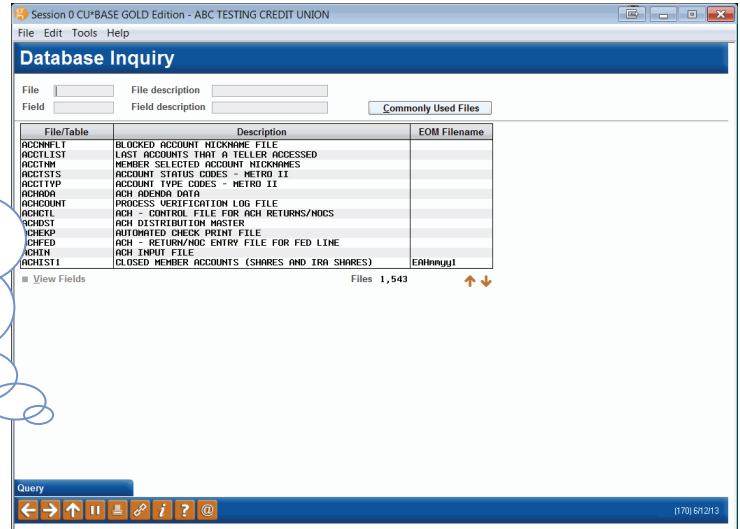 Session 0 CU*BASE GOLD Edition - ABC TESTING CREDIT UNION
File Edit Tools Help
Database Inquiry
File File description
Field Field description Commonly Used Files
File/Table Description EOM Filename
ACCNNFLT BLOCKED ACCOUNT NICKNAME FILE
ACCTLIST LAST ACCOUNTS THAT A TELLER ACCESSED
ACCTNM MEMBER SELECTED ACCOUNT NICKNAMES
ACCTSTS ACCOUNT STATUS CODES - METRO II
ACCTTYP ACCOUNT TYPE CODES - METRO II
ACHADA ACH ADENDA DATA
ACHCOUNT PROCESS VERIFICATION LOG FILE
ACHCTL ACH - CONTROL FILE FOR ACH RETURNS/NOCS
ACHDST ACH DISTRIBUTION MASTER
ACHEKP AUTOMATED CHECK PRINT FILE
ACHFED ACH - RETURN/NOC ENTRY FILE FOR FED LINE
ACHIN ACH INPUT FILE
ACHIST1 CLOSED MEMBER ACCOUNTS (SHARES AND IRA SHARES) EAHmmyy1
View Fields Files 1,543
Query
(170) 6/12/13